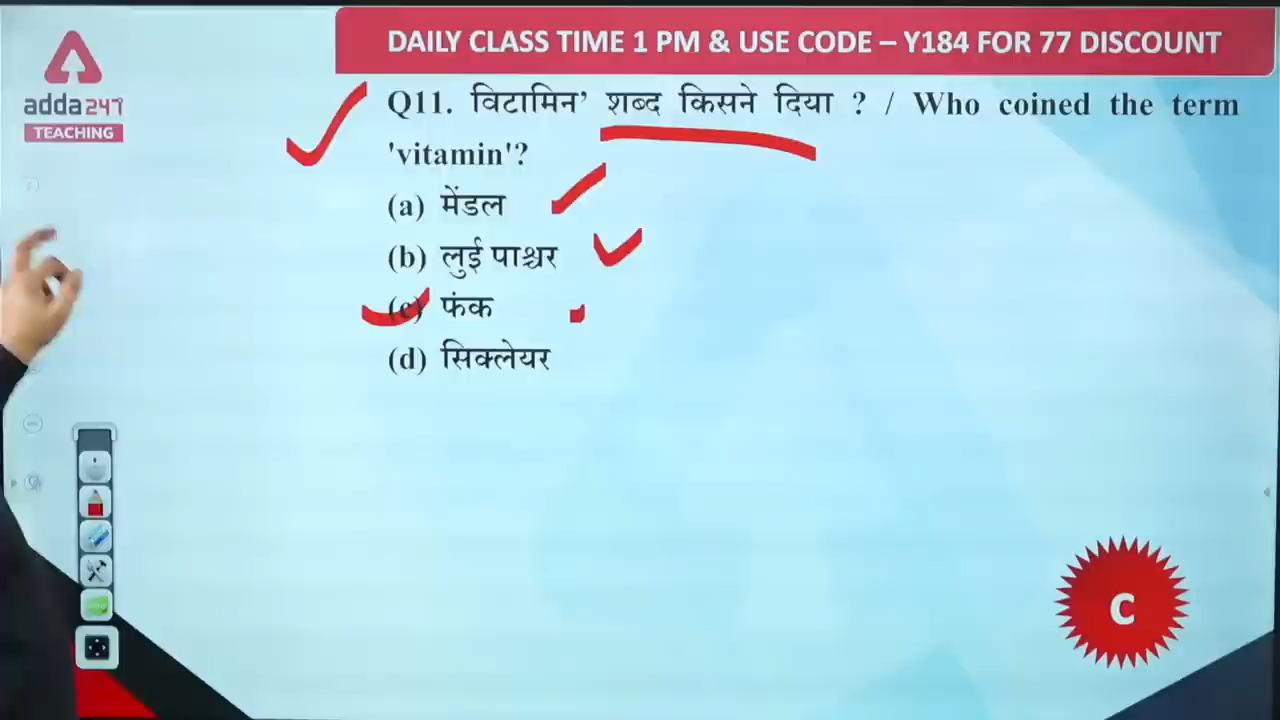 DAILY CLASS TIME 1 PM & USE CODE – Y184 FOR 77 DISCOUNT
adda247
TEACHING
Q11. विटामिन’ शब्द किसने दिया ? / Who coined the term
'vitamin'?
(a) मेंडल
(b) लुई पाश्चर
(c) फंक
(d) सिक्लेयर
C